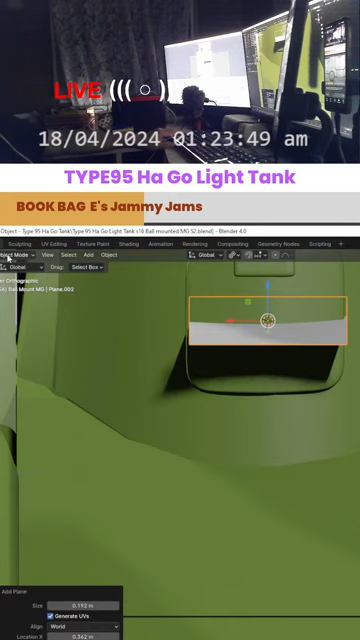 LIVE ((( ○ ))
18/04/2024 01:23:49 am
TYPE95 Ha Go Light Tank
BOOK BAG E's Jammy Jams
Object - Type 95 Ha Go Tank\Type 95 Ha Go Light Tank
16 Ball mounted MG S2.blend] - Blender 4.0
Sculpting UV Editing Texture Paint Shading Animation Rendering Compositing Geometry Nodes Scripting +
Object Mode View Select Add Object Global
Global Drag: Select Box
er Orthographic
Ball Mount MG | Plane.002
Add Plane
Size 0.192 m
Generate UVs
Align World
Location X 0.362 m